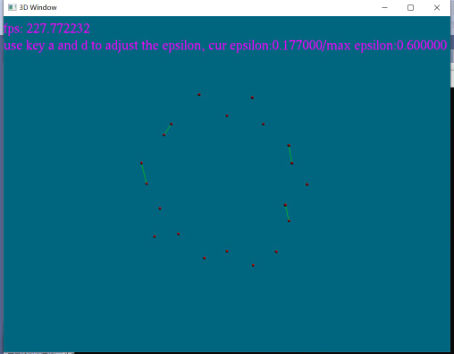 3D Window
fps: 227.772232
use key a and d to adjust the epsilon, cur epsilon:0.177000/max epsilon:0.600000